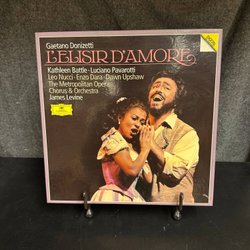 Gaetano Donizetti
L'ELISIR D'AMORE
Kathleen Battle · Luciano Pavarotti
Leo Nucci · Enzo Dara · Dawn Upshaw
The Metropolitan Opera
Chorus & Orchestra
James Levine